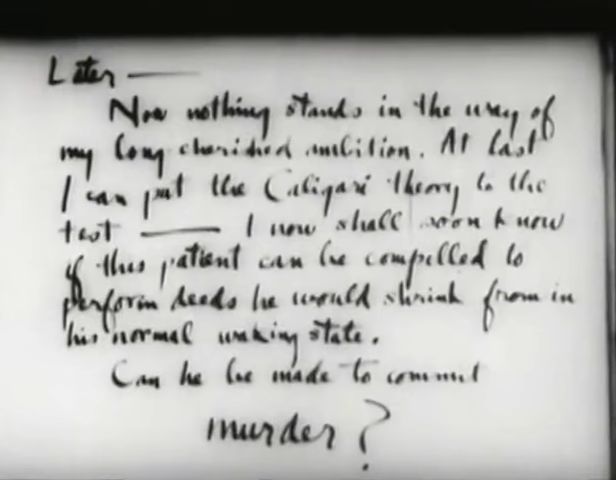 Later —
Now nothing stands in the way of
my long cherished ambition. At last
I can put the Caligari theory to the
test — I now shall soon know
if this patient can be compelled to
perform deeds he would shrink from in
his normal waking state.
Can he be made to commit
murder?